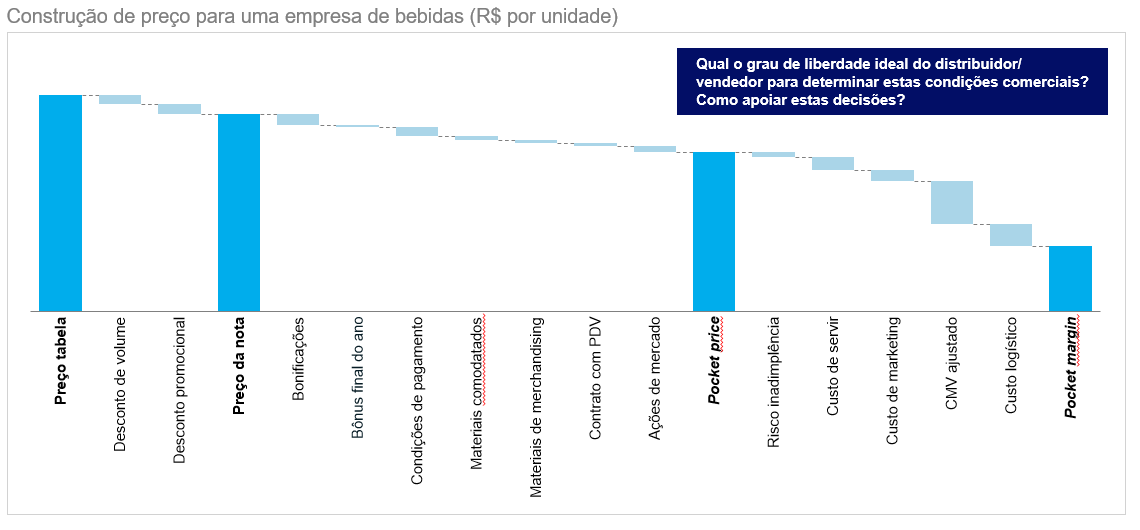 Construção de preço para uma empresa de bebidas (R$ por unidade)
Qual o grau de liberdade ideal do distribuidor/
vendedor para determinar estas condições comerciais?
Como apoiar estas decisões?
Preço tabela
Desconto de volume
Desconto promocional
Preço da nota
Bonificações
Bônus final do ano
Condições de pagamento
Materiais comodatados
Materiais de merchandising
Contrato com PDV
Ações de mercado
Pocket price
Risco inadimplência
Custo de servir
Custo de marketing
CMV ajustado
Custo logístico
Pocket margin